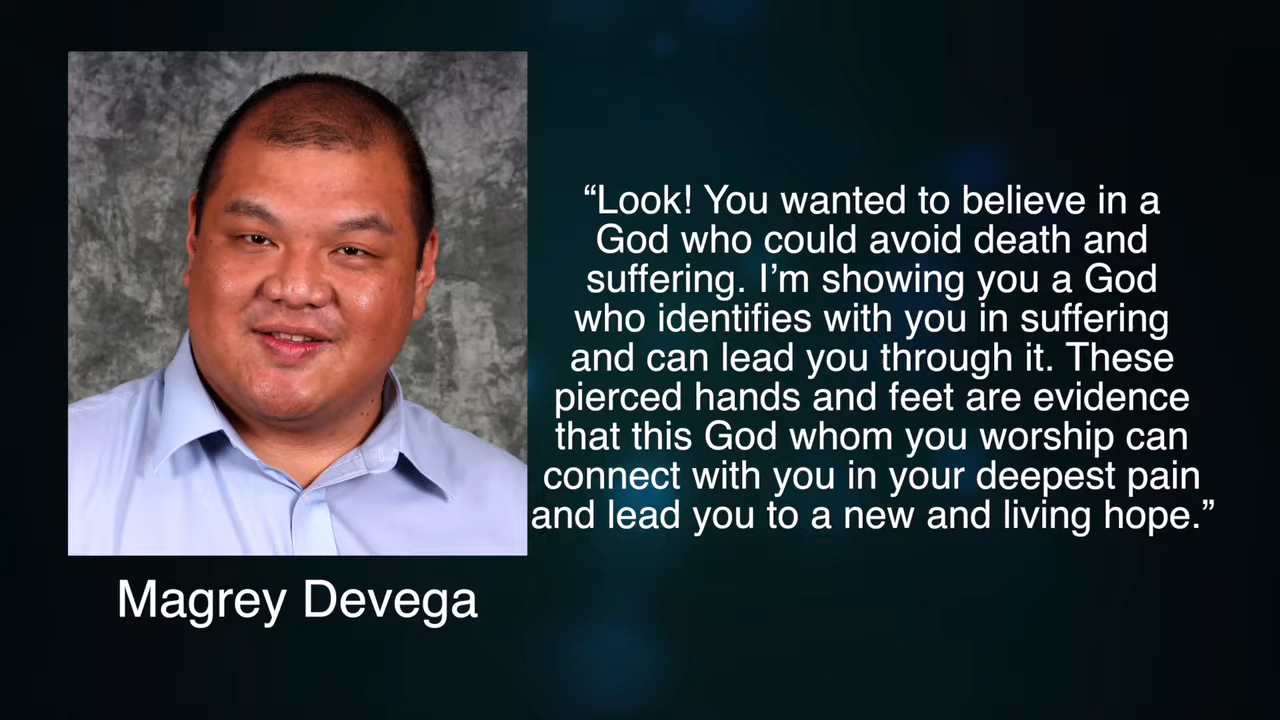 “Look! You wanted to believe in a
God who could avoid death and
suffering. I’m showing you a God
who identifies with you in suffering
and can lead you through it. These
pierced hands and feet are evidence
that this God whom you worship can
connect with you in your deepest pain
and lead you to a new and living hope.”
Magrey Devega